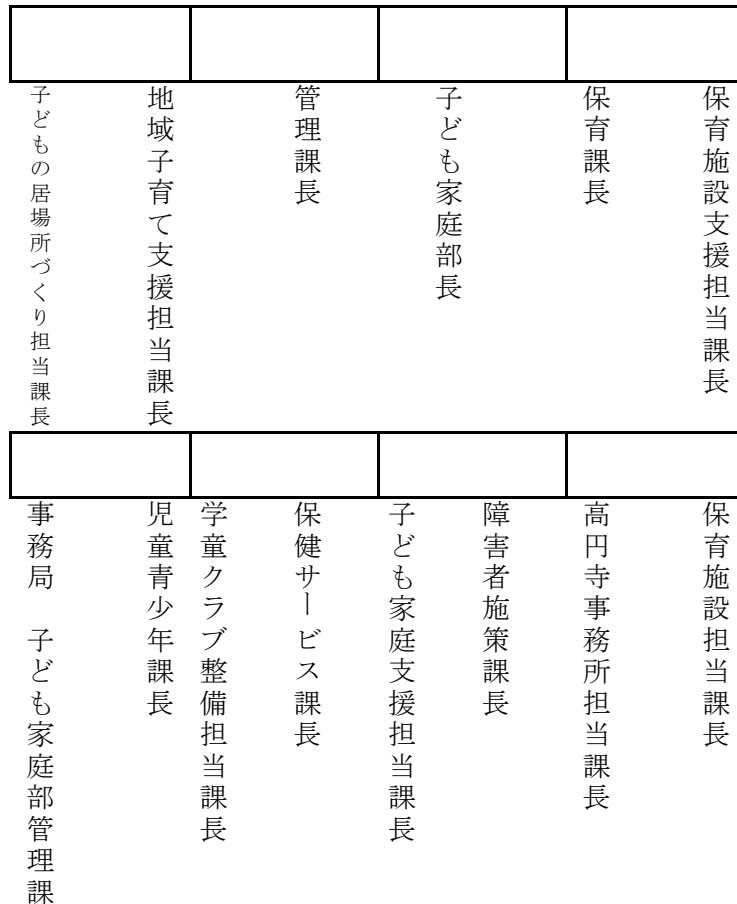 保育施設支援担当課長
保育課長
子ども家庭部長
管理課長
地域子育て支援担当課長
子どもの居場所づくり担当課長
保育施設担当課長
高円寺事務所担当課長
障害者施策課長
子ども家庭支援担当課長
保健サービス課長
学童クラブ整備担当課長
児童青少年課長
事務局　子ども家庭部管理課